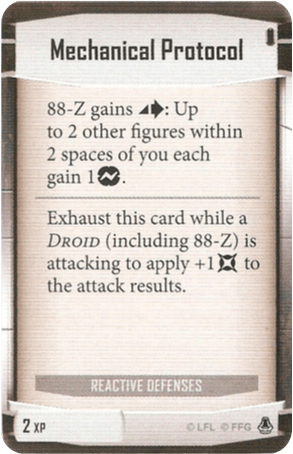 Mechanical Protocol
88-Z gains : Up
to 2 other figures within
2 spaces of you each
gain 1 .
Exhaust this card while a
DROID (including 88-Z) is
attacking to apply +1 to
the attack results.
REACTIVE DEFENSES
2 XP
© LFL © FFG